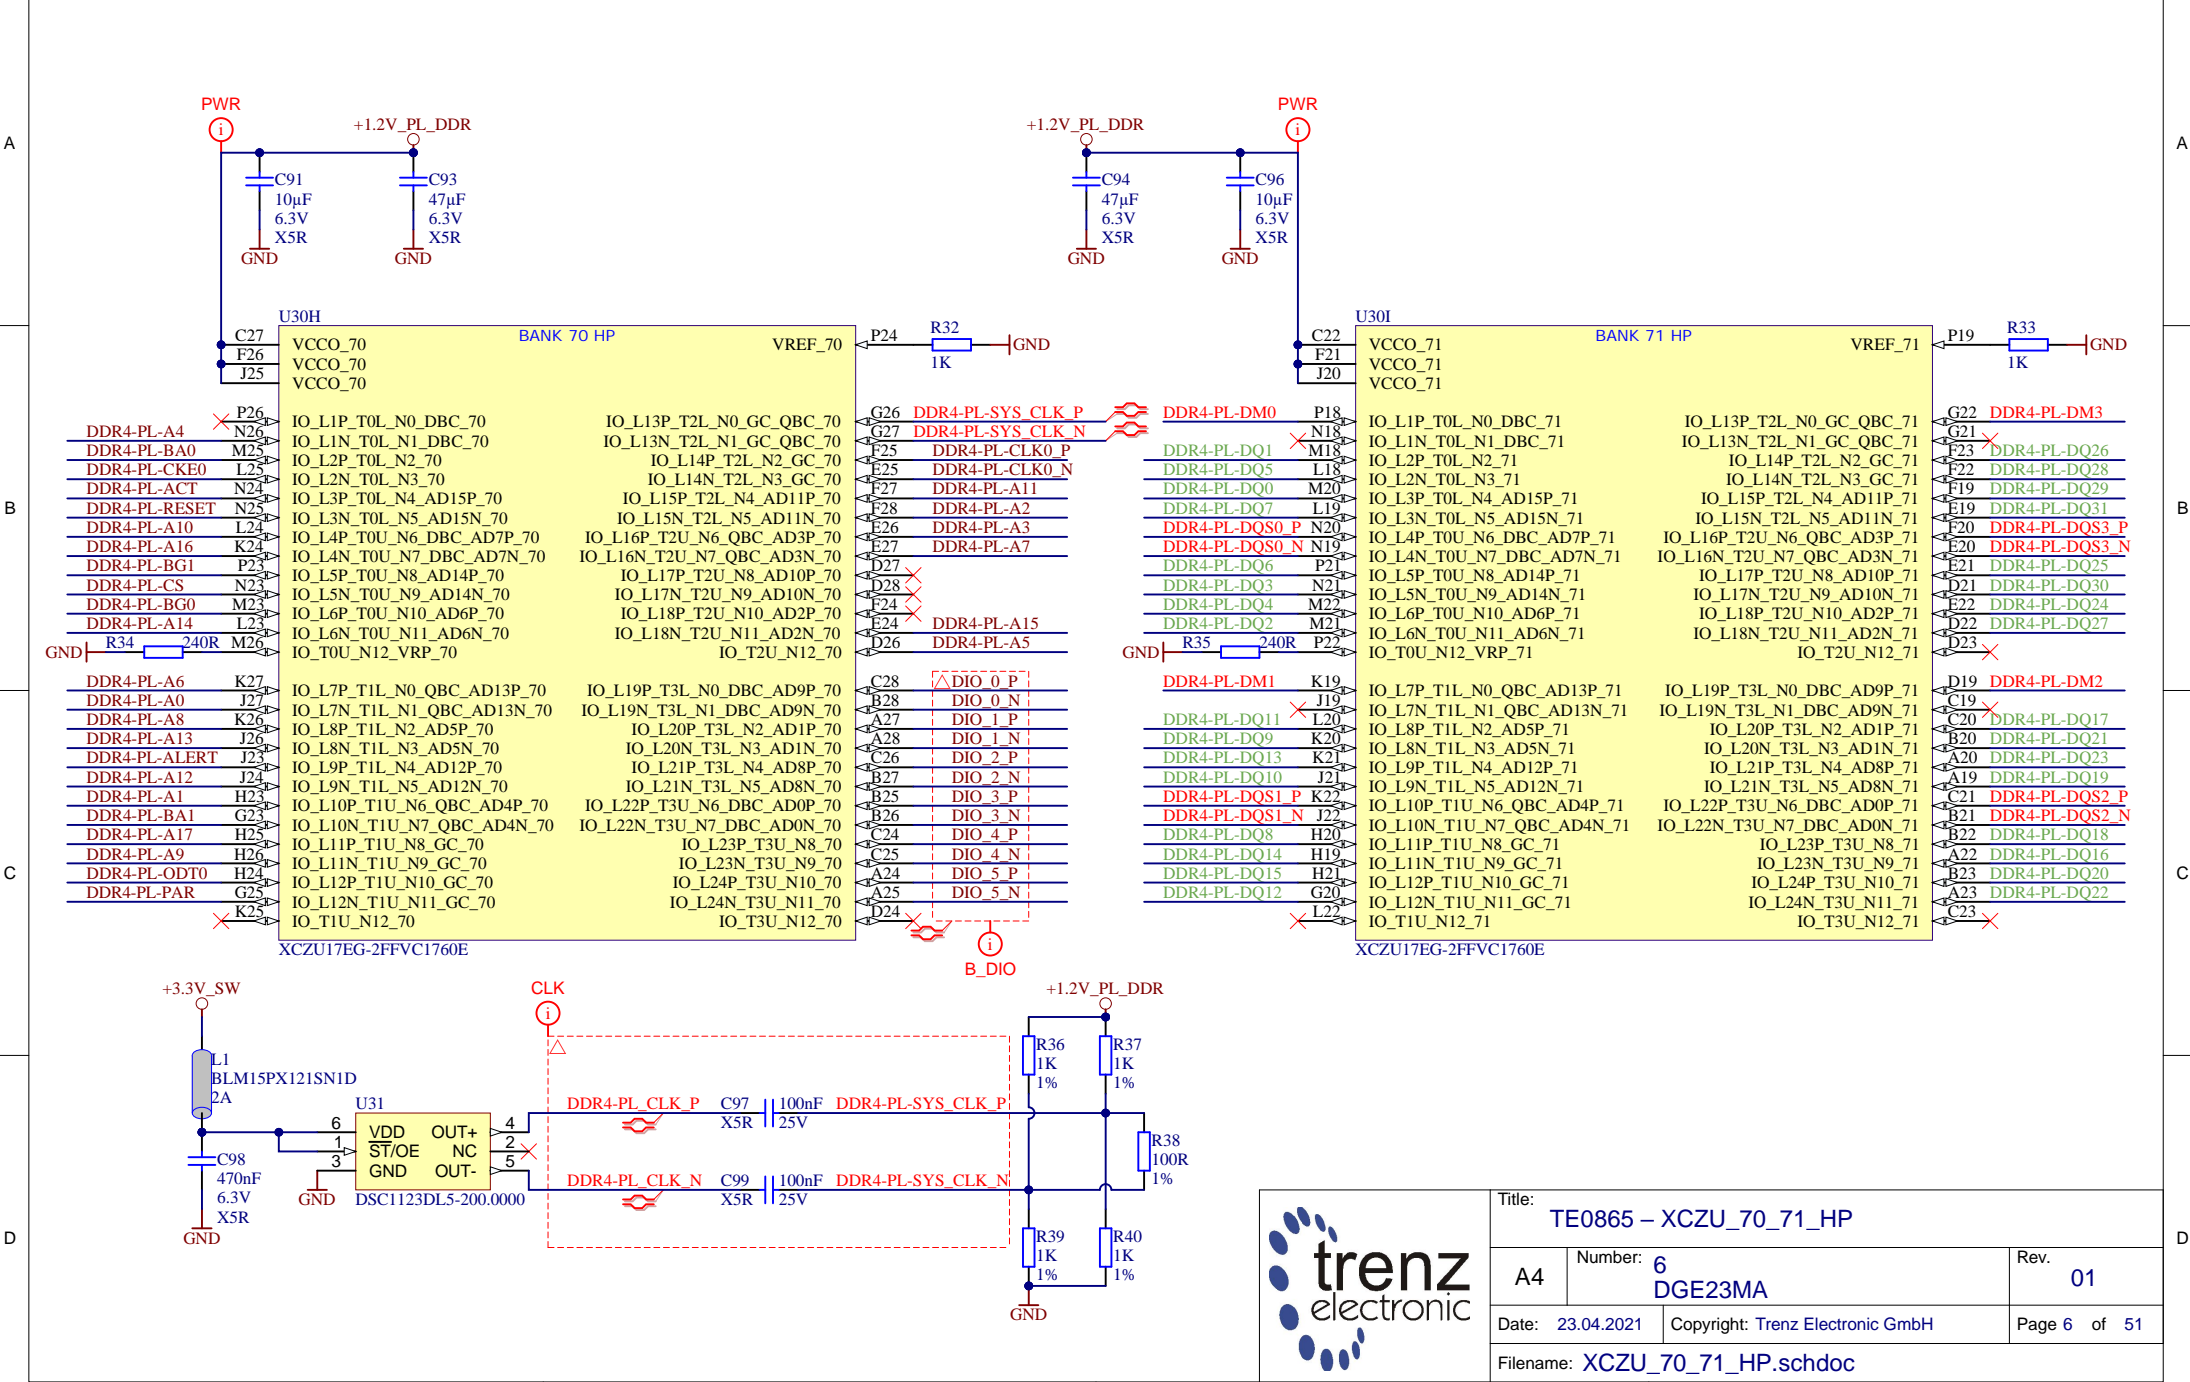 PWR
+1.2V_PL_DDR
C91
10µF
6.3V
X5R
GND
C93
47µF
6.3V
X5R
GND
+1.2V_PL_DDR
PWR
C94
47µF
6.3V
X5R
GND
C96
10µF
6.3V
X5R
GND
A
A
B
B
C
C
D
D
U30H
BANK 70 HP
C27 VCCO_70
F26 VCCO_70
J25 VCCO_70
VREF_70 P24 R32 1K GND
P26 IO_L1P_T0L_N0_DBC_70
DDR4-PL-A4 N26 IO_L1N_T0L_N1_DBC_70
DDR4-PL-BA0 M25 IO_L2P_T0L_N2_70
DDR4-PL-CKE0 L25 IO_L2N_T0L_N3_70
DDR4-PL-ACT N24 IO_L3P_T0L_N4_AD15P_70
DDR4-PL-RESET N25 IO_L3N_T0L_N5_AD15N_70
DDR4-PL-A10 L24 IO_L4P_T0U_N6_DBC_AD7P_70
DDR4-PL-A16 K24 IO_L4N_T0U_N7_DBC_AD7N_70
DDR4-PL-BG1 P23 IO_L5P_T0U_N8_AD14P_70
DDR4-PL-CS N23 IO_L5N_T0U_N9_AD14N_70
DDR4-PL-BG0 M23 IO_L6P_T0U_N10_AD6P_70
DDR4-PL-A14 L23 IO_L6N_T0U_N11_AD6N_70
GND R34 240R M26 IO_T0U_N12_VRP_70
DDR4-PL-A6 K27 IO_L7P_T1L_N0_QBC_AD13P_70
DDR4-PL-A0 J27 IO_L7N_T1L_N1_QBC_AD13N_70
DDR4-PL-A8 K26 IO_L8P_T1L_N2_AD5P_70
DDR4-PL-A13 J26 IO_L8N_T1L_N3_AD5N_70
DDR4-PL-ALERT J23 IO_L9P_T1L_N4_AD12P_70
DDR4-PL-A12 J24 IO_L9N_T1L_N5_AD12N_70
DDR4-PL-A1 H23 IO_L10P_T1U_N6_QBC_AD4P_70
DDR4-PL-BA1 G23 IO_L10N_T1U_N7_QBC_AD4N_70
DDR4-PL-A17 H25 IO_L11P_T1U_N8_GC_70
DDR4-PL-A9 H26 IO_L11N_T1U_N9_GC_70
DDR4-PL-ODT0 H24 IO_L12P_T1U_N10_GC_70
DDR4-PL-PAR G25 IO_L12N_T1U_N11_GC_70
K25 IO_T1U_N12_70
IO_L13P_T2L_N0_GC_QBC_70 G26 DDR4-PL-SYS_CLK_P
IO_L13N_T2L_N1_GC_QBC_70 G27 DDR4-PL-SYS_CLK_N
IO_L14P_T2L_N2_GC_70 F25 DDR4-PL-CLK0_P
IO_L14N_T2L_N3_GC_70 E25 DDR4-PL-CLK0_N
IO_L15P_T2L_N4_AD11P_70 F27 DDR4-PL-A11
IO_L15N_T2L_N5_AD11N_70 F28 DDR4-PL-A2
IO_L16P_T2U_N6_QBC_AD3P_70 E26 DDR4-PL-A3
IO_L16N_T2U_N7_QBC_AD3N_70 E27 DDR4-PL-A7
IO_L17P_T2U_N8_AD10P_70 D27
IO_L17N_T2U_N9_AD10N_70 D28
IO_L18P_T2U_N10_AD2P_70 F24
IO_L18N_T2U_N11_AD2N_70 E24 DDR4-PL-A15
IO_T2U_N12_70 D26 DDR4-PL-A5
IO_L19P_T3L_N0_DBC_AD9P_70 C28 DIO_0_P
IO_L19N_T3L_N1_DBC_AD9N_70 B28 DIO_0_N
IO_L20P_T3L_N2_AD1P_70 A27 DIO_1_P
IO_L20N_T3L_N3_AD1N_70 A28 DIO_1_N
IO_L21P_T3L_N4_AD8P_70 C26 DIO_2_P
IO_L21N_T3L_N5_AD8N_70 B27 DIO_2_N
IO_L22P_T3U_N6_DBC_AD0P_70 B25 DIO_3_P
IO_L22N_T3U_N7_DBC_AD0N_70 B26 DIO_3_N
IO_L23P_T3U_N8_70 C24 DIO_4_P
IO_L23N_T3U_N9_70 C25 DIO_4_N
IO_L24P_T3U_N10_70 A24 DIO_5_P
IO_L24N_T3U_N11_70 A25 DIO_5_N
IO_T3U_N12_70 D24
XCZU17EG-2FFVC1760E
B_DIO
U30I
BANK 71 HP
C22 VCCO_71
F21 VCCO_71
J20 VCCO_71
VREF_71 P19 R33 1K GND
DDR4-PL-DM0 P18 IO_L1P_T0L_N0_DBC_71
N18 IO_L1N_T0L_N1_DBC_71
DDR4-PL-DQ1 M18 IO_L2P_T0L_N2_71
DDR4-PL-DQ5 L18 IO_L2N_T0L_N3_71
DDR4-PL-DQ0 M20 IO_L3P_T0L_N4_AD15P_71
DDR4-PL-DQ7 L19 IO_L3N_T0L_N5_AD15N_71
DDR4-PL-DQS0_P N20 IO_L4P_T0U_N6_DBC_AD7P_71
DDR4-PL-DQS0_N N19 IO_L4N_T0U_N7_DBC_AD7N_71
DDR4-PL-DQ6 P21 IO_L5P_T0U_N8_AD14P_71
DDR4-PL-DQ3 N21 IO_L5N_T0U_N9_AD14N_71
DDR4-PL-DQ4 M22 IO_L6P_T0U_N10_AD6P_71
DDR4-PL-DQ2 M21 IO_L6N_T0U_N11_AD6N_71
GND R35 240R P22 IO_T0U_N12_VRP_71
DDR4-PL-DM1 K19 IO_L7P_T1L_N0_QBC_AD13P_71
J19 IO_L7N_T1L_N1_QBC_AD13N_71
DDR4-PL-DQ11 L20 IO_L8P_T1L_N2_AD5P_71
DDR4-PL-DQ9 K20 IO_L8N_T1L_N3_AD5N_71
DDR4-PL-DQ13 K21 IO_L9P_T1L_N4_AD12P_71
DDR4-PL-DQ10 J21 IO_L9N_T1L_N5_AD12N_71
DDR4-PL-DQS1_P K22 IO_L10P_T1U_N6_QBC_AD4P_71
DDR4-PL-DQS1_N J22 IO_L10N_T1U_N7_QBC_AD4N_71
DDR4-PL-DQ8 H20 IO_L11P_T1U_N8_GC_71
DDR4-PL-DQ14 H19 IO_L11N_T1U_N9_GC_71
DDR4-PL-DQ15 H21 IO_L12P_T1U_N10_GC_71
DDR4-PL-DQ12 G20 IO_L12N_T1U_N11_GC_71
L22 IO_T1U_N12_71
IO_L13P_T2L_N0_GC_QBC_71 G22 DDR4-PL-DM3
IO_L13N_T2L_N1_GC_QBC_71 G21
IO_L14P_T2L_N2_GC_71 F23 DDR4-PL-DQ26
IO_L14N_T2L_N3_GC_71 F22 DDR4-PL-DQ28
IO_L15P_T2L_N4_AD11P_71 F19 DDR4-PL-DQ29
IO_L15N_T2L_N5_AD11N_71 E19 DDR4-PL-DQ31
IO_L16P_T2U_N6_QBC_AD3P_71 F20 DDR4-PL-DQS3_P
IO_L16N_T2U_N7_QBC_AD3N_71 E20 DDR4-PL-DQS3_N
IO_L17P_T2U_N8_AD10P_71 E21 DDR4-PL-DQ25
IO_L17N_T2U_N9_AD10N_71 D21 DDR4-PL-DQ30
IO_L18P_T2U_N10_AD2P_71 E22 DDR4-PL-DQ24
IO_L18N_T2U_N11_AD2N_71 D22 DDR4-PL-DQ27
IO_T2U_N12_71 D23
IO_L19P_T3L_N0_DBC_AD9P_71 D19 DDR4-PL-DM2
IO_L19N_T3L_N1_DBC_AD9N_71 C19
IO_L20P_T3L_N2_AD1P_71 C20 DDR4-PL-DQ17
IO_L20N_T3L_N3_AD1N_71 B20 DDR4-PL-DQ21
IO_L21P_T3L_N4_AD8P_71 A20 DDR4-PL-DQ23
IO_L21N_T3L_N5_AD8N_71 A19 DDR4-PL-DQ19
IO_L22P_T3U_N6_DBC_AD0P_71 C21 DDR4-PL-DQS2_P
IO_L22N_T3U_N7_DBC_AD0N_71 B21 DDR4-PL-DQS2_N
IO_L23P_T3U_N8_71 B22 DDR4-PL-DQ18
IO_L23N_T3U_N9_71 A22 DDR4-PL-DQ16
IO_L24P_T3U_N10_71 B23 DDR4-PL-DQ20
IO_L24N_T3U_N11_71 A23 DDR4-PL-DQ22
IO_T3U_N12_71 C23
XCZU17EG-2FFVC1760E
+3.3V_SW
L1
BLM15PX121SN1D
2A
C98
470nF
6.3V
X5R
GND
U31
6 VDD OUT+ 4
1 ST/OE NC 2
3 GND OUT- 5
GND
DSC1123DL5-200.0000
CLK
DDR4-PL_CLK_P C97 100nF DDR4-PL-SYS_CLK_P
X5R 25V
DDR4-PL_CLK_N C99 100nF DDR4-PL-SYS_CLK_N
X5R 25V
+1.2V_PL_DDR
R36
1K
1%
R37
1K
1%
R38
100R
1%
R39
1K
1%
R40
1K
1%
GND
trenz
electronic
Title:
TE0865 – XCZU_70_71_HP
A4
Number: 6
DGE23MA
Rev.
01
Date: 23.04.2021
Copyright: Trenz Electronic GmbH
Page 6 of 51
Filename: XCZU_70_71_HP.schdoc